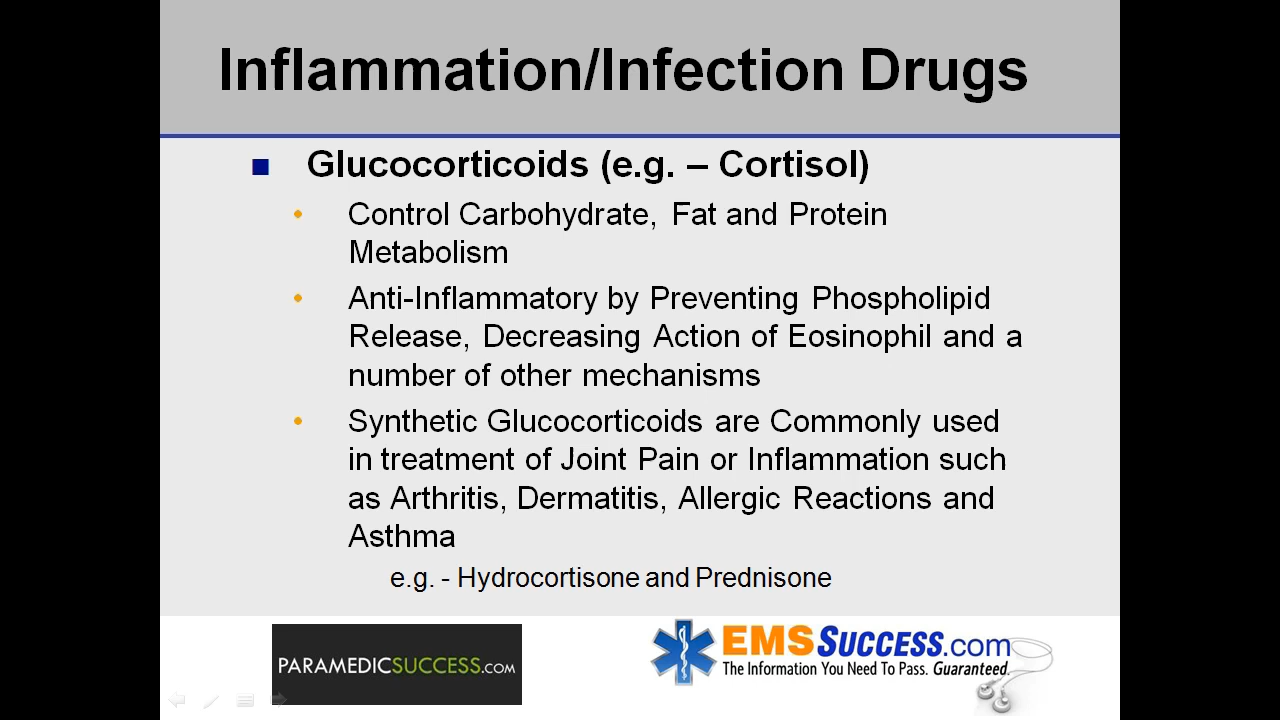 Inflammation/Infection Drugs
Glucocorticoids (e.g. – Cortisol)
Control Carbohydrate, Fat and Protein
Metabolism
Anti-Inflammatory by Preventing Phospholipid
Release, Decreasing Action of Eosinophil and a
number of other mechanisms
Synthetic Glucocorticoids are Commonly used
in treatment of Joint Pain or Inflammation such
as Arthritis, Dermatitis, Allergic Reactions and
Asthma
e.g. - Hydrocortisone and Prednisone
PARAMEDICSUCCESS.COM
EMSSUCCESS.com
The Information You Need To Pass. Guaranteed.